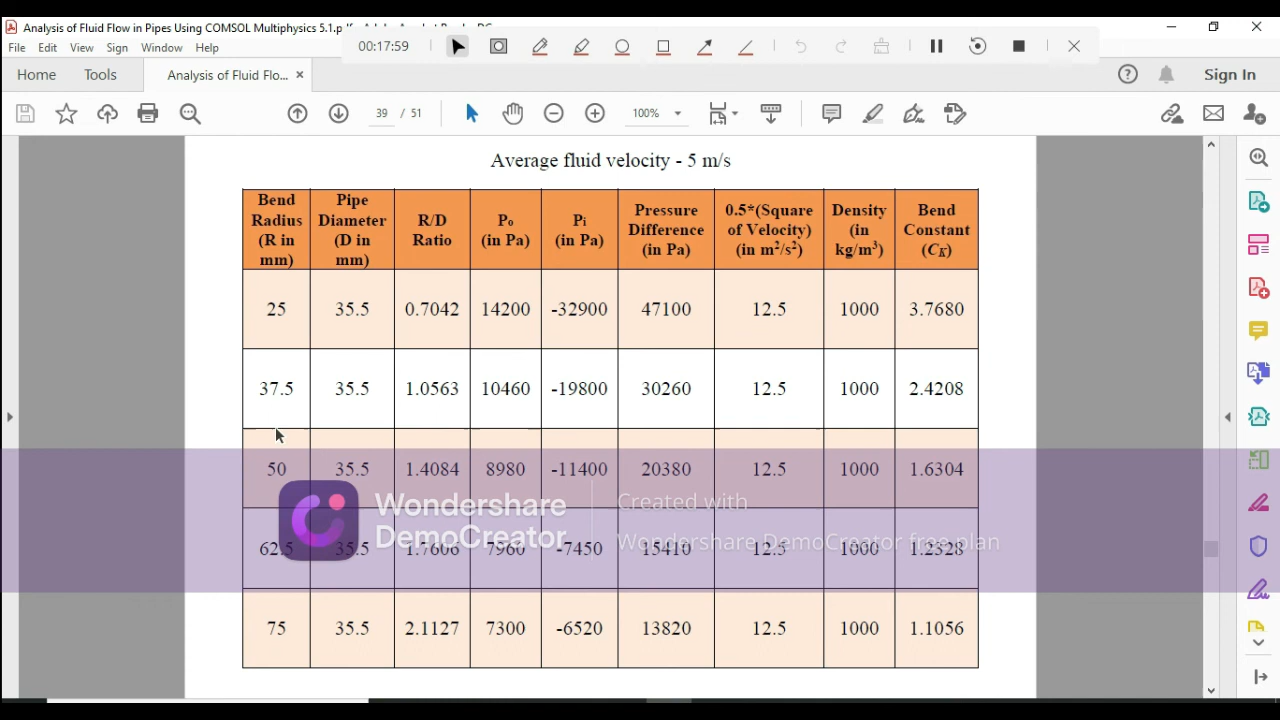 Analysis of Fluid Flow in Pipes Using COMSOL Multiphysics 5.1.p
File Edit View Sign Window Help
00:17:59
Home Tools Analysis of Fluid Flo... ×
Sign In
39 / 51
100%
Average fluid velocity - 5 m/s
Bend Radius (R in mm) Pipe Diameter (D in mm) R/D Ratio Po (in Pa) Pi (in Pa) Pressure Difference (in Pa) 0.5*(Square of Velocity) (in m²/s²) Density (in kg/m³) Bend Constant (CK)
25 35.5 0.7042 14200 -32900 47100 12.5 1000 3.7680
37.5 35.5 1.0563 10460 -19800 30260 12.5 1000 2.4208
50 35.5 1.4084 8980 -11400 20380 12.5 1000 1.6304
Wondershare DemoCreator
Created with
Wondershare DemoCreator free plan
62.5 35.5 1.7606 7960 -7450 15410 12.5 1000 1.2328
75 35.5 2.1127 7300 -6520 13820 12.5 1000 1.1056